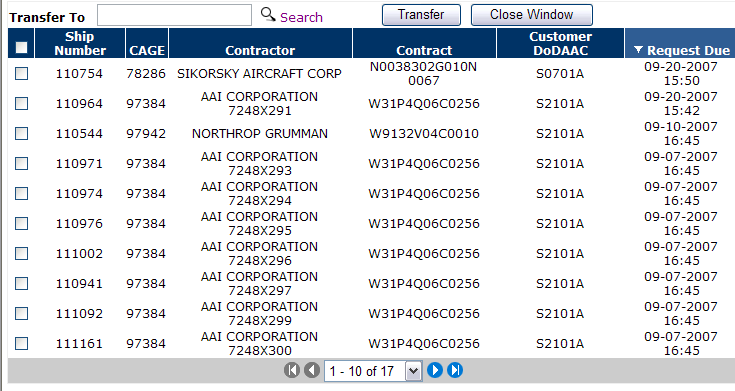 Transfer To Search Transfer Close Window
Ship Number CAGE Contractor Contract Customer DoDAAC Request Due
110754 78286 SIKORSKY AIRCRAFT CORP N0038302G010N 0067 S0701A 09-20-2007 15:50
110964 97384 AAI CORPORATION 7248X291 W31P4Q06C0256 S2101A 09-20-2007 15:42
110544 97942 NORTHROP GRUMMAN W9132V04C0010 S2101A 09-10-2007 16:45
110971 97384 AAI CORPORATION 7248X293 W31P4Q06C0256 S2101A 09-07-2007 16:45
110974 97384 AAI CORPORATION 7248X294 W31P4Q06C0256 S2101A 09-07-2007 16:45
110976 97384 AAI CORPORATION 7248X295 W31P4Q06C0256 S2101A 09-07-2007 16:45
111002 97384 AAI CORPORATION 7248X296 W31P4Q06C0256 S2101A 09-07-2007 16:45
110941 97384 AAI CORPORATION 7248X297 W31P4Q06C0256 S2101A 09-07-2007 16:45
111092 97384 AAI CORPORATION 7248X299 W31P4Q06C0256 S2101A 09-07-2007 16:45
111161 97384 AAI CORPORATION 7248X300 W31P4Q06C0256 S2101A 09-07-2007 16:45
1 - 10 of 17